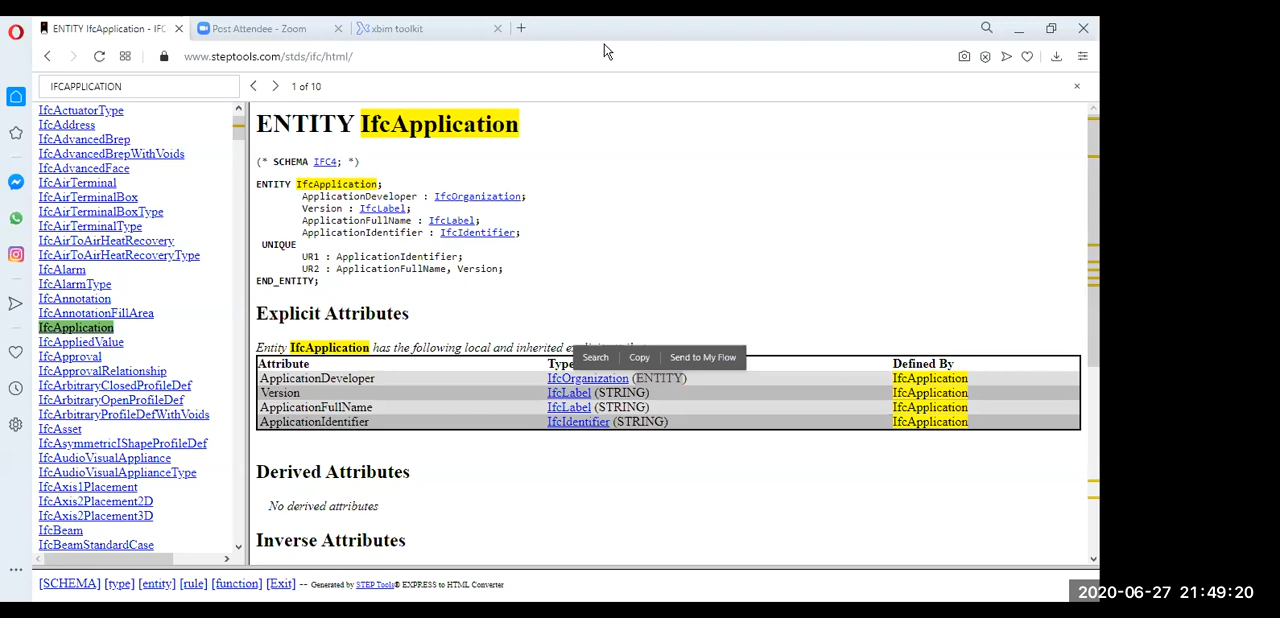 ENTITY IfcApplication - IFC
Post Attendee - Zoom
xbim toolkit
www.steptools.com/stds/ifc/html/
IFCAPPLICATION
1 of 10
IfcActuatorType
IfcAddress
IfcAdvancedBrep
IfcAdvancedBrepWithVoids
IfcAdvancedFace
IfcAirTerminal
IfcAirTerminalBox
IfcAirTerminalBoxType
IfcAirTerminalType
IfcAirToAirHeatRecovery
IfcAirToAirHeatRecoveryType
IfcAlarm
IfcAlarmType
IfcAnnotation
IfcAnnotationFillArea
IfcApplication
IfcAppliedValue
IfcApproval
IfcApprovalRelationship
IfcArbitraryClosedProfileDef
IfcArbitraryOpenProfileDef
IfcArbitraryProfileDefWithVoids
IfcAsset
IfcAsymmetricIShapeProfileDef
IfcAudioVisualAppliance
IfcAudioVisualApplianceType
IfcAxis1Placement
IfcAxis2Placement2D
IfcAxis2Placement3D
IfcBeam
IfcBeamStandardCase
ENTITY IfcApplication
(* SCHEMA IFC4; *)
ENTITY IfcApplication;
ApplicationDeveloper : IfcOrganization;
Version : IfcLabel;
ApplicationFullName : IfcLabel;
ApplicationIdentifier : IfcIdentifier;
UNIQUE
UR1 : ApplicationIdentifier;
UR2 : ApplicationFullName, Version;
END_ENTITY;
Explicit Attributes
Entity IfcApplication has the following local and inherited
Search Copy Send to My Flow
Attribute Type Defined By
ApplicationDeveloper IfcOrganization (ENTITY) IfcApplication
Version IfcLabel (STRING) IfcApplication
ApplicationFullName IfcLabel (STRING) IfcApplication
ApplicationIdentifier IfcIdentifier (STRING) IfcApplication
Derived Attributes
No derived attributes
Inverse Attributes
[SCHEMA] [type] [entity] [rule] [function] [Exit] -- Generated by STEP Tools® EXPRESS to HTML Converter
2020-06-27 21:49:20